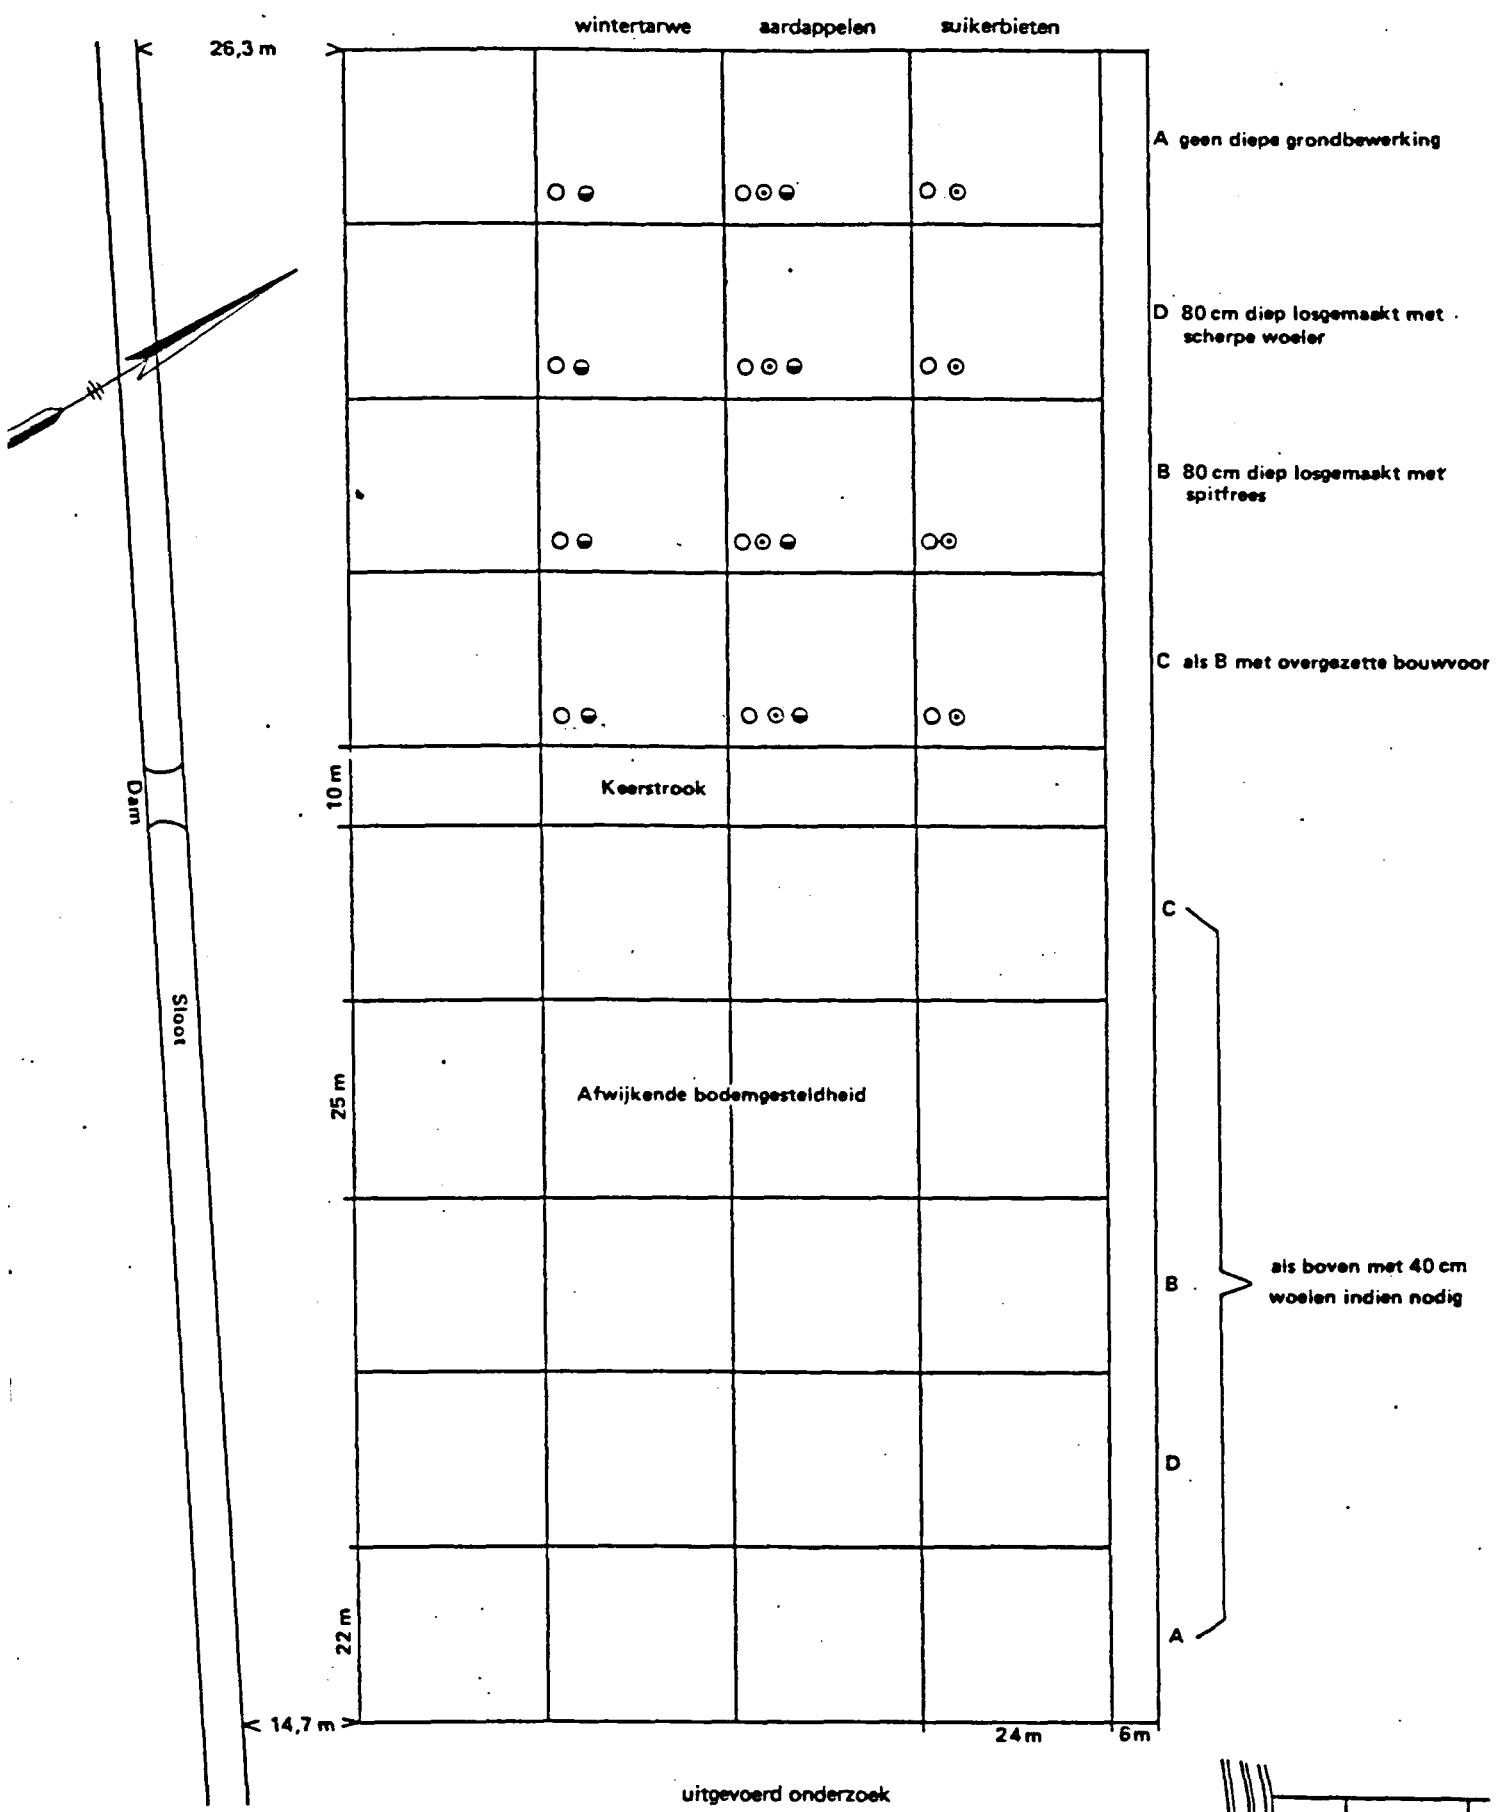 wintertarwe aardappelen suikerbieten
26,3 m
A geen diepe grondbewerking
D 80 cm diep losgemaakt met
scherpe woeler
B 80 cm diep losgemaakt met
spitfrees
C als B met overgezette bouwvoor
10 m
Keerstrook
Dam
C
Sloot
25 m
Afwijkende bodemgesteldheid
B
als boven met 40 cm
woelen indien nodig
D
22 m
A
14,7 m
24 m 6 m
uitgevoerd onderzoek